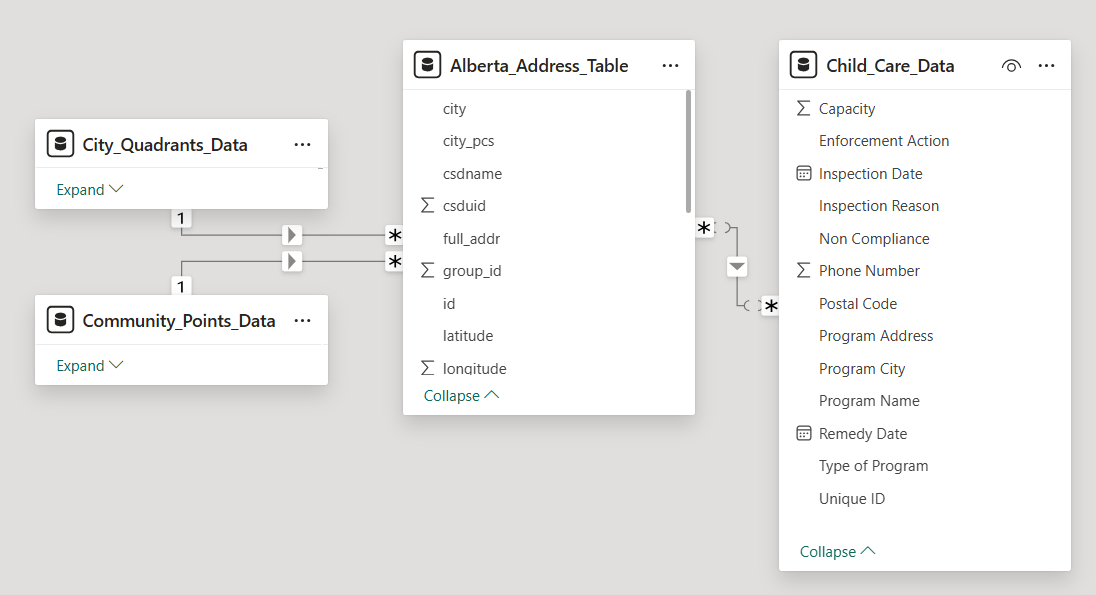 City_Quadrants_Data
Expand
1
*
*
1
Community_Points_Data
Expand
Alberta_Address_Table
city
city_pcs
csdname
csduid
full_addr
group_id
id
latitude
longitude
Collapse
*
*
Child_Care_Data
Capacity
Enforcement Action
Inspection Date
Inspection Reason
Non Compliance
Phone Number
Postal Code
Program Address
Program City
Program Name
Remedy Date
Type of Program
Unique ID
Collapse